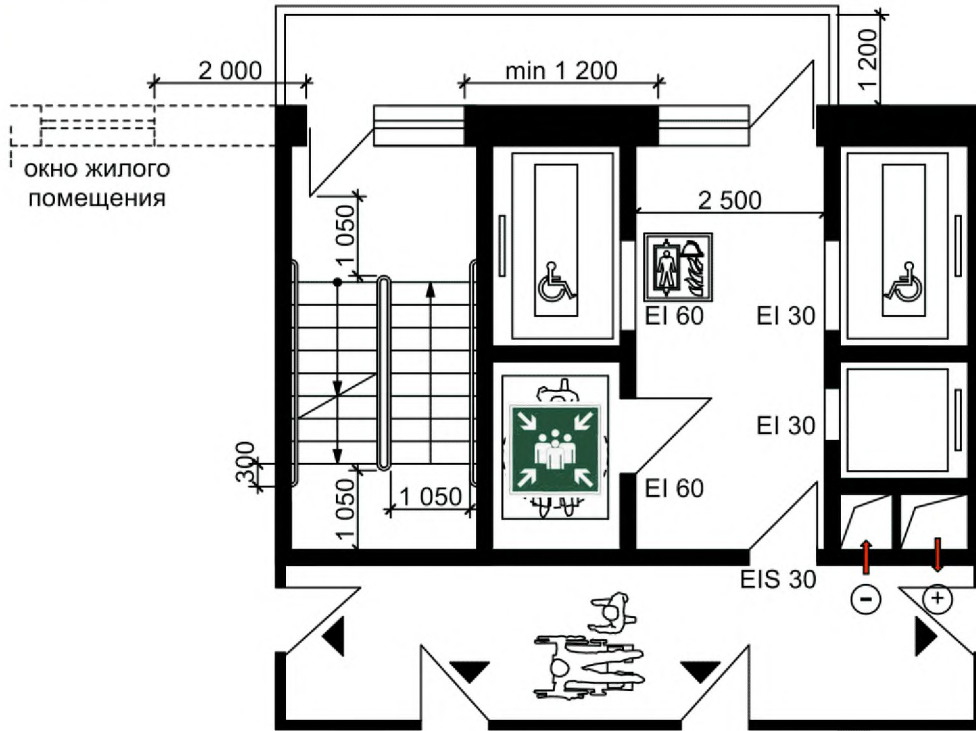 2 000
min 1 200
1 200
окно жилого
помещения
1 050
2 500
EI 60
EI 30
EI 30
300
1 050
1 050
EI 60
EIS 30
−
+